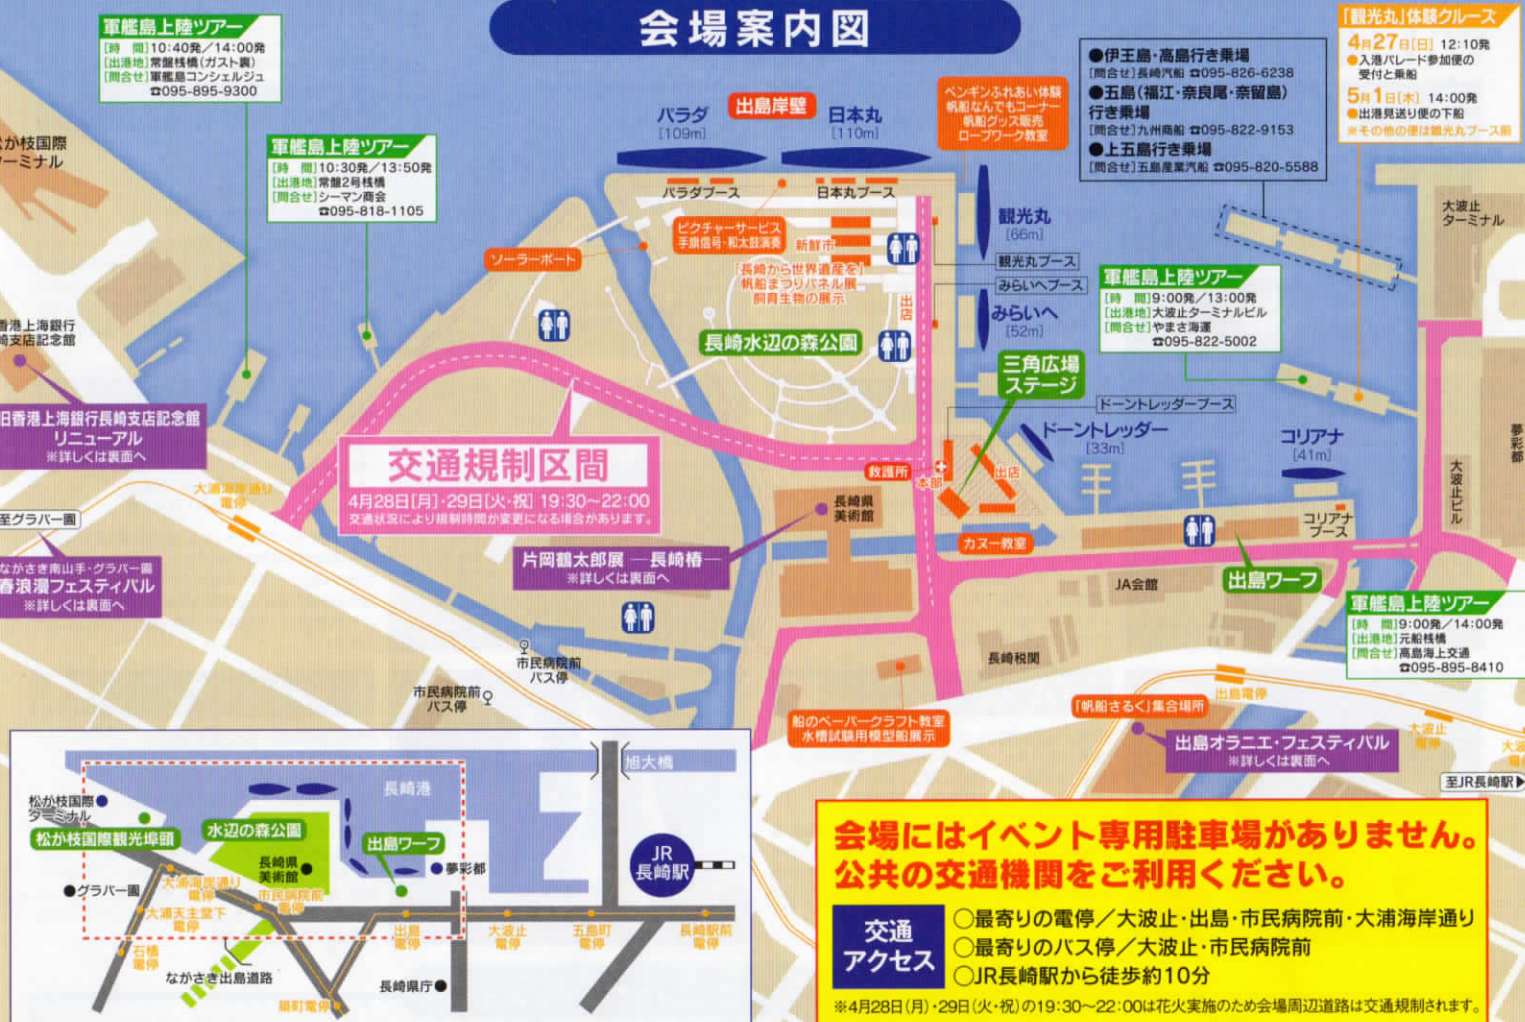 会場案内図
軍艦島上陸ツアー
[時 間]10:40発／14:00発
[出港地]常盤桟橋(ガスト裏)
[問合せ]軍艦島コンシェルジュ
☎095-895-9300
軍艦島上陸ツアー
[時 間]10:30発／13:50発
[出港地]常盤2号桟橋
[問合せ]シーマン商会
☎095-818-1105
「観光丸」体験クルーズ
4月27日[日] 12:10発
●入港パレード参加便の
受付と乗船
5月1日[木] 14:00発
●出港見送り便の下船
※その他の便は観光丸ブース前
●伊王島・高島行き乗場
[問合せ]長崎汽船 ☎095-826-6238
●五島(福江・奈良尾・奈留島)
行き乗場
[問合せ]九州商船 ☎095-822-9153
●上五島行き乗場
[問合せ]五島産業汽船 ☎095-820-5588
ペンギンふれあい体験
帆船なんでもコーナー
帆船グッズ販売
ロープワーク教室
パラダ
[109m]
出島岸壁
日本丸
[110m]
パラダブース
日本丸ブース
松が枝国際
ターミナル
大波止
ターミナル
ピクチャーサービス
手旗信号・和太鼓演奏
新鮮市
「長崎から世界遺産を」
帆船まつりパネル展
飼育生物の展示
出店
ソーラーボート
観光丸
[66m]
観光丸ブース
みらいへブース
みらいへ
[52m]
軍艦島上陸ツアー
[時 間]9:00発／13:00発
[出港地]大波止ターミナルビル
[問合せ]やまさ海運
☎095-822-5002
長崎水辺の森公園
三角広場
ステージ
ドーントレッダーブース
ドーントレッダー
[33m]
コリアナ
[41m]
コリアナ
ブース
夢彩都
大波止ビル
香港上海銀行
長崎支店記念館
旧香港上海銀行長崎支店記念館
リニューアル
※詳しくは裏面へ
交通規制区間
4月28日[月]・29日[火・祝] 19:30～22:00
交通状況により規制時間が変更になる場合があります。
救護所
本部
出店
長崎県
美術館
カヌー教室
片岡鶴太郎展 ―長崎椿―
※詳しくは裏面へ
大浦海岸通り
電停
至グラバー園
ながさき南山手・グラバー園
春浪漫フェスティバル
※詳しくは裏面へ
出島ワーフ
JA会館
長崎税関
軍艦島上陸ツアー
[時 間]9:00発／14:00発
[出港地]元船桟橋
[問合せ]高島海上交通
☎095-895-8410
市民病院前
バス停
市民病院前
バス停
船のペーパークラフト教室
水槽試験用模型船展示
「帆船さるく」集合場所
出島電停
大波止
電停
出島オラニエ・フェスティバル
※詳しくは裏面へ
至JR長崎駅▶
旭大橋
長崎港
松が枝国際
ターミナル
松が枝国際観光埠頭
水辺の森公園
長崎県
美術館
出島ワーフ
夢彩都
JR
長崎駅
グラバー園
大浦海岸通り
電停
市民病院前
電停
大浦天主堂下
電停
石橋
電停
出島
電停
大波止
電停
五島町
電停
長崎駅前
電停
ながさき出島道路
長崎県庁
築町電停
会場にはイベント専用駐車場がありません。
公共の交通機関をご利用ください。
交通
アクセス
○最寄りの電停／大波止・出島・市民病院前・大浦海岸通り
○最寄りのバス停／大波止・市民病院前
○JR長崎駅から徒歩約10分
※4月28日(月)・29日(火・祝)の19:30～22:00は花火実施のため会場周辺道路は交通規制されます。